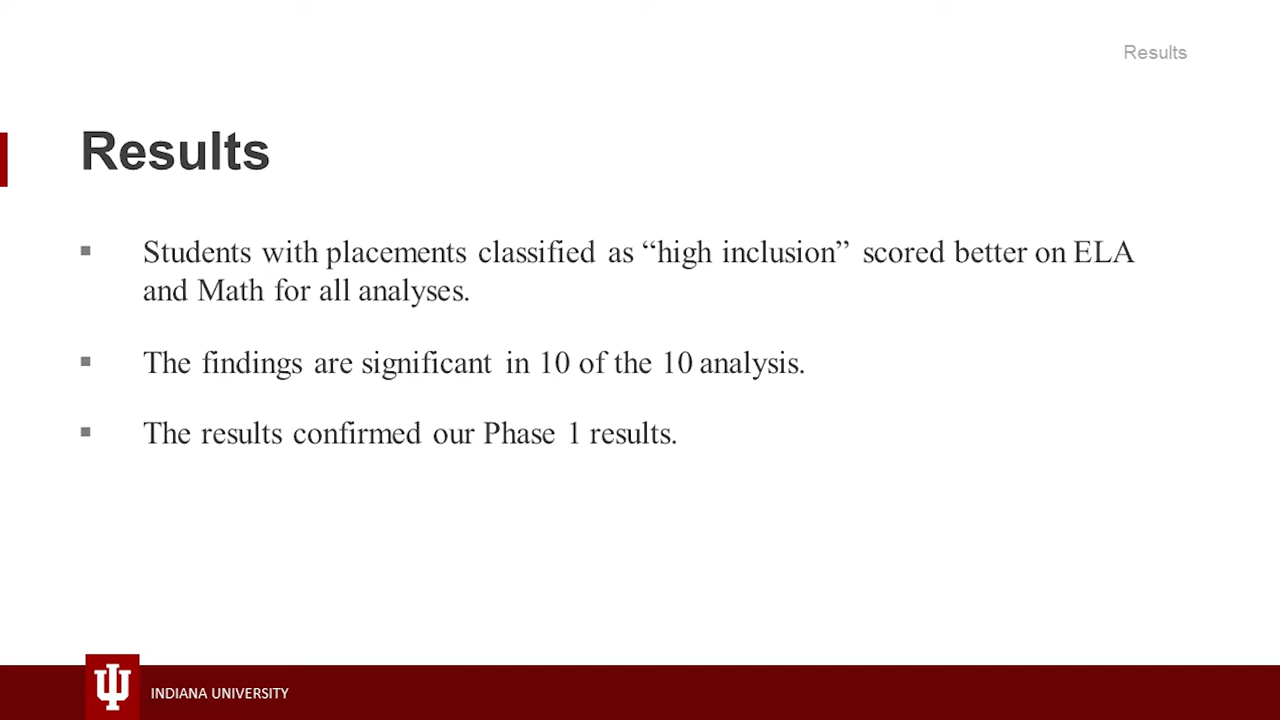 Results
Results
▪ Students with placements classified as “high inclusion” scored better on ELA
and Math for all analyses.
▪ The findings are significant in 10 of the 10 analysis.
▪ The results confirmed our Phase 1 results.
INDIANA UNIVERSITY